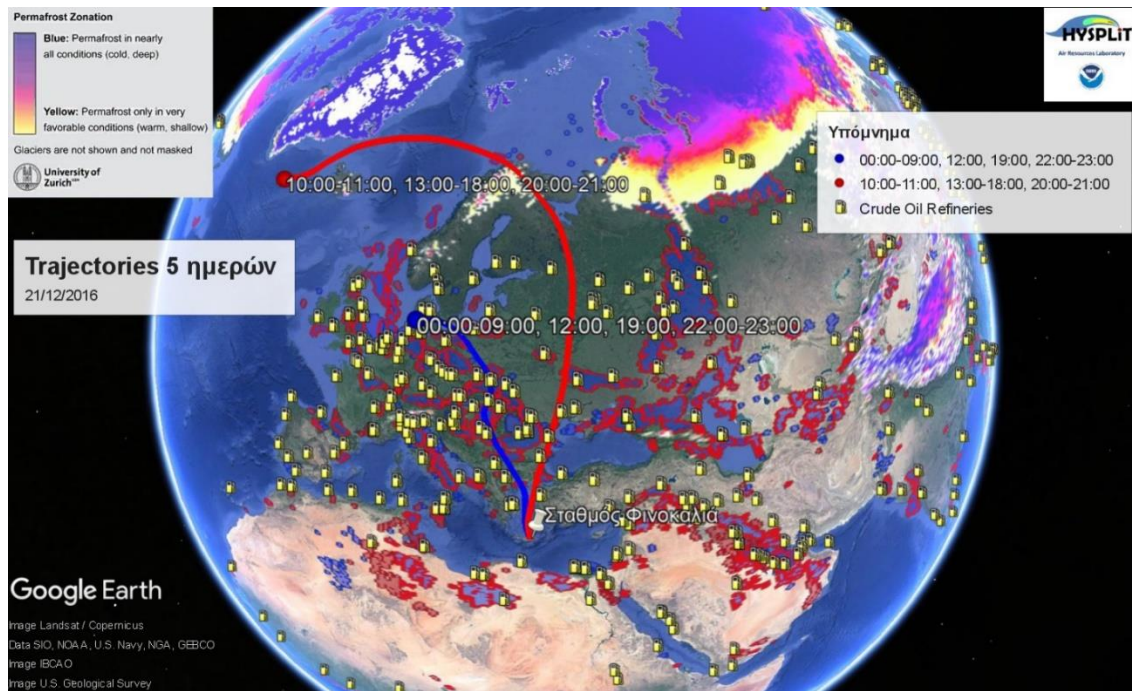 Permafrost Zonation
Blue: Permafrost in nearly
all conditions (cold, deep)
Yellow: Permafrost only in very
favorable conditions (warm, shallow)
Glaciers are not shown and not masked
University of
Zurich
HYSPLIT
Air Resources Laboratory
Υπόμνημα
00:00-09:00, 12:00, 19:00, 22:00-23:00
10:00-11:00, 13:00-18:00, 20:00-21:00
Crude Oil Refineries
10:00-11:00, 13:00-18:00, 20:00-21:00
Trajectories 5 ημερών
21/12/2016
00:00-09:00, 12:00, 19:00, 22:00-23:00
Σταθμός Φινοκαλιά
Google Earth
Image Landsat / Copernicus
Data SIO, NOAA, U.S. Navy, NGA, GEBCO
Image IBCAO
Image U.S. Geological Survey